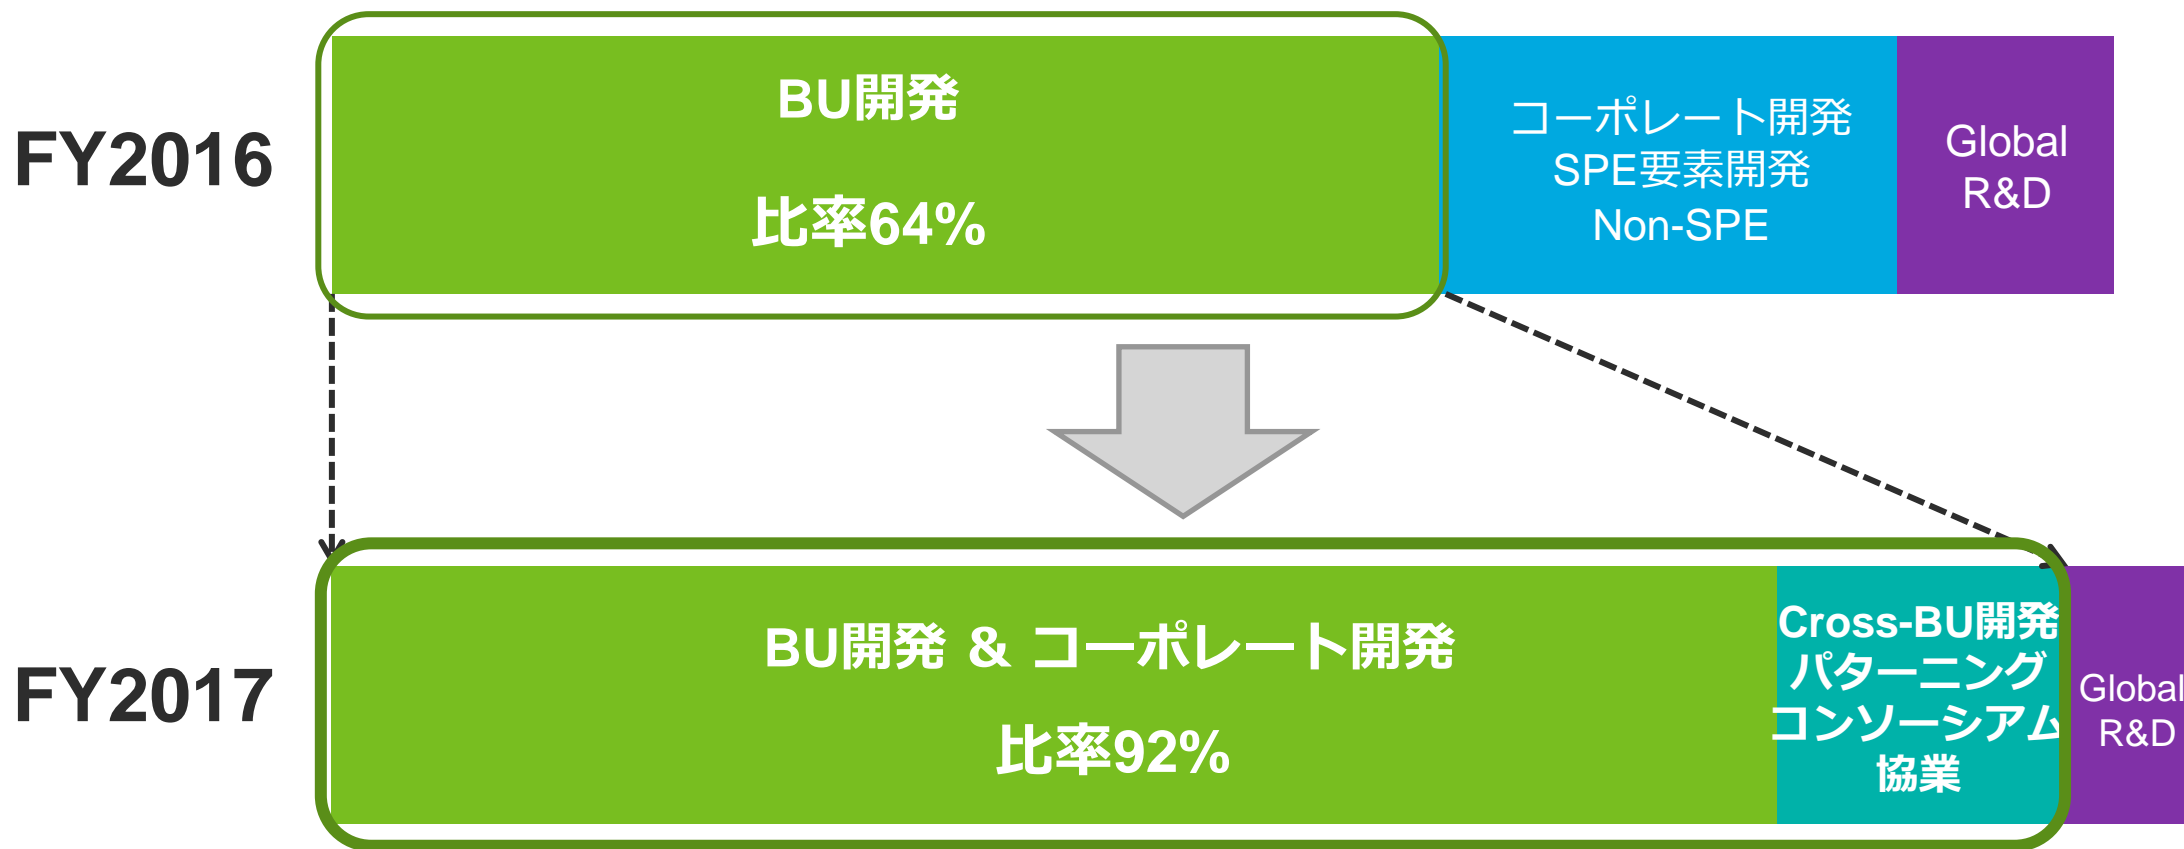 FY2016
BU開発
比率64%
コーポレート開発
SPE要素開発
Non-SPE
Global
R&D
FY2017
BU開発 & コーポレート開発
比率92%
Cross-BU開発
パターニング
コンソーシアム
協業
Global
R&D